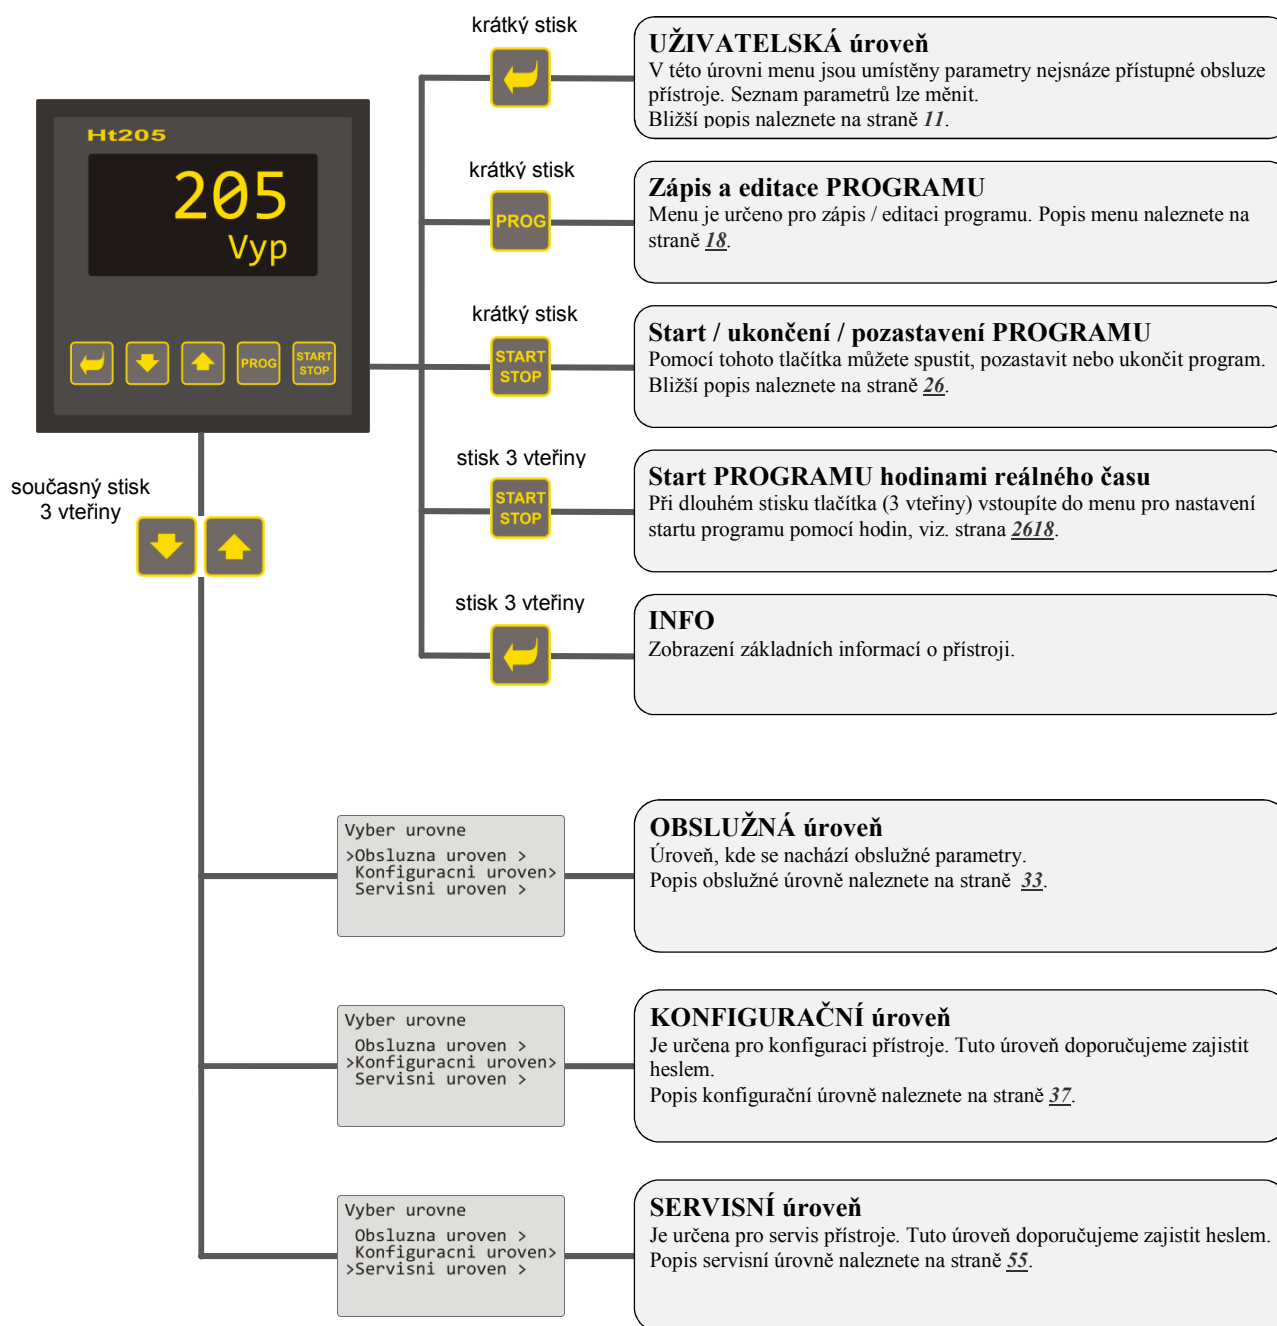 krátký stisk
UŽIVATELSKÁ úroveň
V této úrovni menu jsou umístěny parametry nejsnáze přístupné obsluze
přístroje. Seznam parametrů lze měnit.
Bližší popis naleznete na straně 11.
Ht205
205
Vyp
PROG
START
STOP
krátký stisk
PROG
Zápis a editace PROGRAMU
Menu je určeno pro zápis / editaci programu. Popis menu naleznete na
straně 18.
krátký stisk
START
STOP
Start / ukončení / pozastavení PROGRAMU
Pomocí tohoto tlačítka můžete spustit, pozastavit nebo ukončit program.
Bližší popis naleznete na straně 26.
stisk 3 vteřiny
START
STOP
Start PROGRAMU hodinami reálného času
Při dlouhém stisku tlačítka (3 vteřiny) vstoupíte do menu pro nastavení
startu programu pomocí hodin, viz. strana 2618.
současný stisk
3 vteřiny
stisk 3 vteřiny
INFO
Zobrazení základních informací o přístroji.
Vyber urovne
>Obsluzna uroven >
Konfiguracni uroven>
Servisni uroven >
OBSLUŽNÁ úroveň
Úroveň, kde se nachází obslužné parametry.
Popis obslužné úrovně naleznete na straně 33.
Vyber urovne
Obsluzna uroven >
>Konfiguracni uroven>
Servisni uroven >
KONFIGURAČNÍ úroveň
Je určena pro konfiguraci přístroje. Tuto úroveň doporučujeme zajistit
heslem.
Popis konfigurační úrovně naleznete na straně 37.
Vyber urovne
Obsluzna uroven >
Konfiguracni uroven>
>Servisni uroven >
SERVISNÍ úroveň
Je určena pro servis přístroje. Tuto úroveň doporučujeme zajistit heslem.
Popis servisní úrovně naleznete na straně 55.